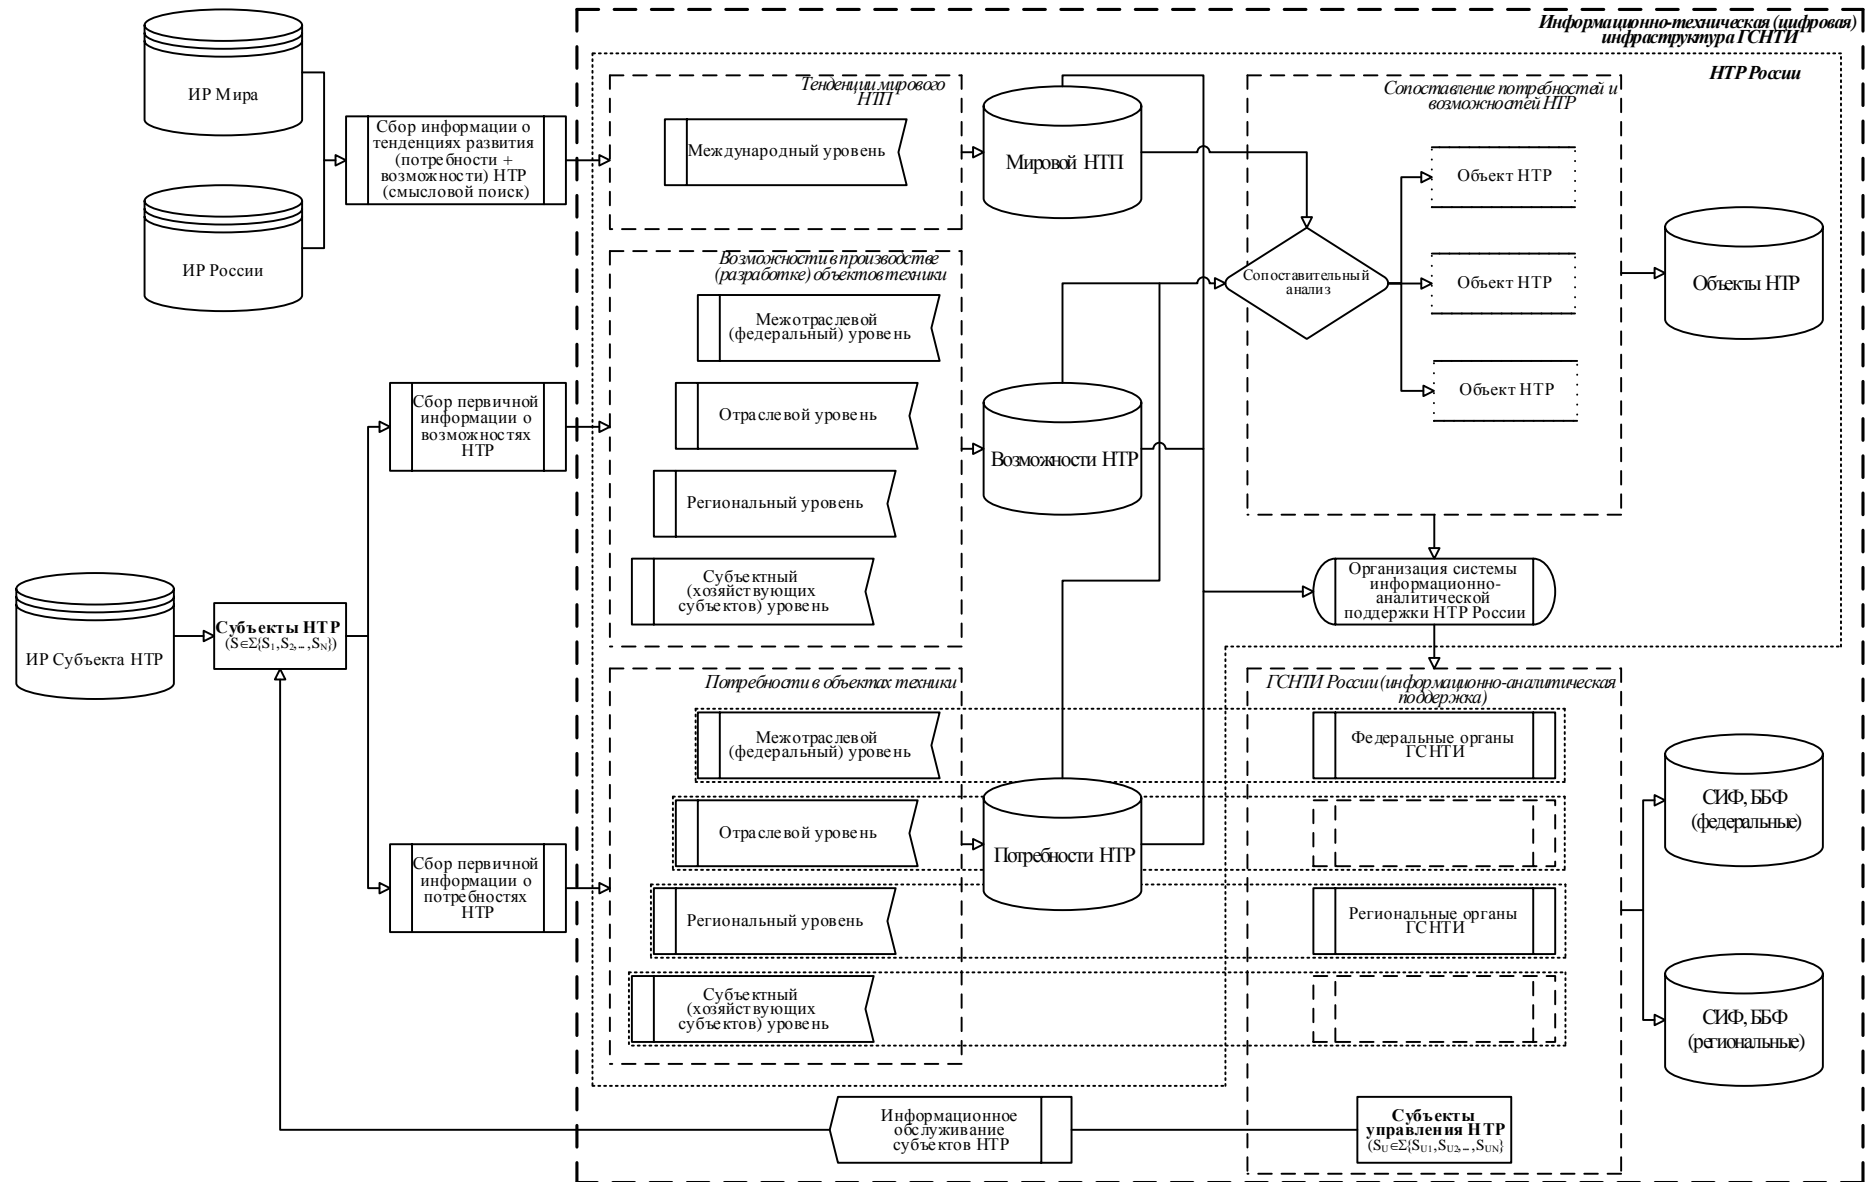 Информационно-техническая (цифровая)
инфраструктура ГСНТИ
НТР России
ИР Мира
Сбор информации о
тенденциях развития
(потребности +
возможности) НТР
(смысловой поиск)
ИР России
Тенденции мирового
НТП
Международный уровень
Мировой НТП
Сопоставление потребностей и
возможностей НТР
Объект НТР
Объект НТР
Объект НТР
Сопоставительный
анализ
Объекты НТР
Возможности в производстве
(разработке) объектов техники
Межотраслевой
(федеральный) уровень
Отраслевой уровень
Региональный уровень
Субъектный
(хозяйствующих
субъектов) уровень
Возможности НТР
Сбор первичной
информации о
возможностях
НТР
Организация системы
информационно-
аналитической
поддержки НТР России
ИР Субъекта НТР
Субъекты НТР
(S∈Σ{S1,S2,..,SN})
Потребности в объектах техники
Межотраслевой
(федеральный) уровень
Отраслевой уровень
Региональный уровень
Субъектный
(хозяйствующих
субъектов) уровень
Потребности НТР
Сбор первичной
информации о
потребностях
НТР
ГСНТИ России (информационно-аналитическая
поддержка)
Федеральные органы
ГСНТИ
Региональные органы
ГСНТИ
СИФ, ББФ
(федеральные)
СИФ, ББФ
(региональные)
Информационное
обслуживание
субъектов НТР
Субъекты
управления НТР
(SU∈Σ{SU1,SU2,..,SUN}